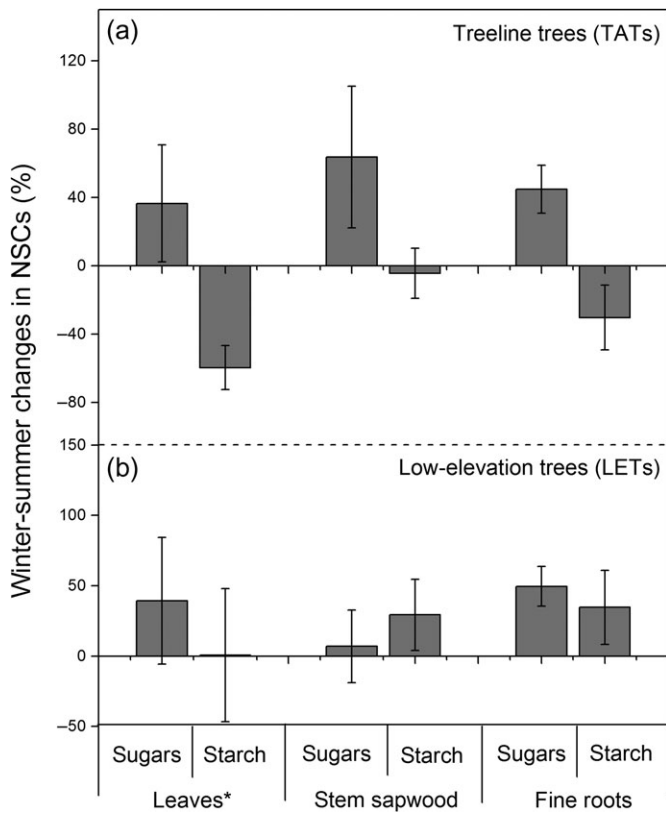 (a)
Treeline trees (TATs)
120
80
40
0
−40
−80
Winter-summer changes in NSCs (%)
150
(b)
Low-elevation trees (LETs)
100
50
0
−50
Sugars Starch Sugars Starch Sugars Starch
Leaves* Stem sapwood Fine roots